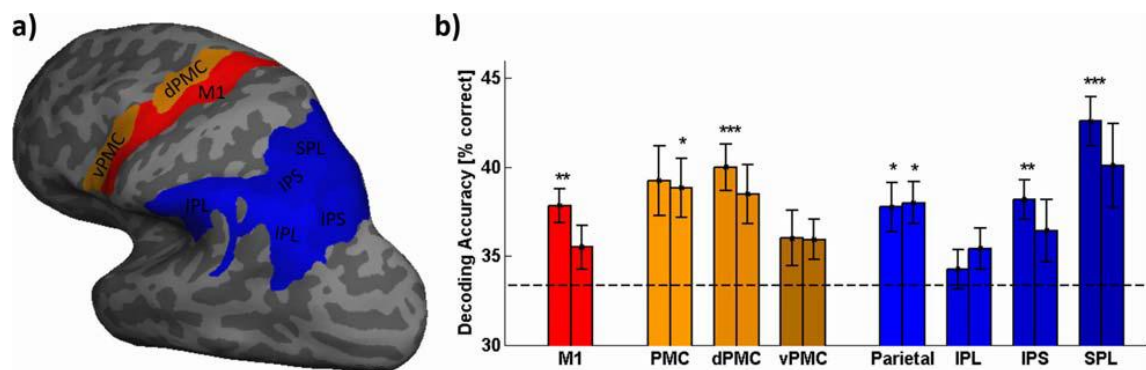 a)
dPMC
M1
vPMC
SPL
IPS
IPL
IPS
IPL
b)
Decoding Accuracy [% correct]
45
40
35
30
**
*
***
*
*
**
***
M1
PMC
dPMC
vPMC
Parietal
IPL
IPS
SPL